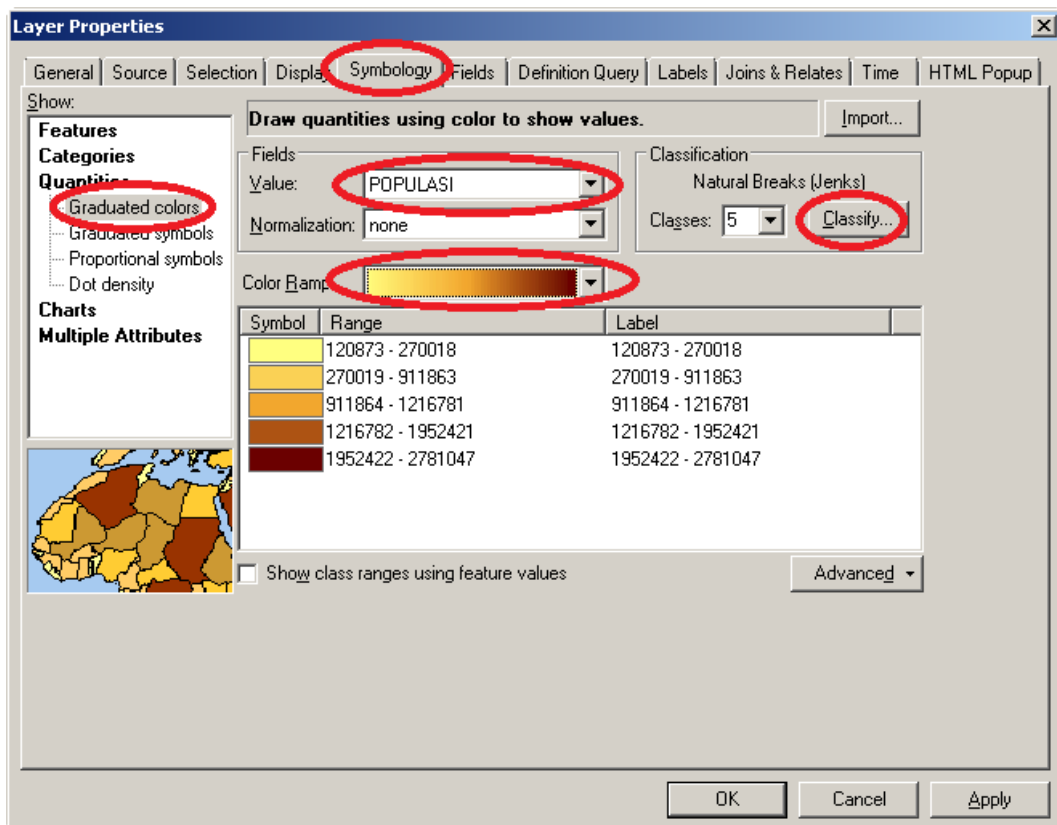 Layer Properties
General Source Selection Display Symbology Fields Definition Query Labels Joins & Relates Time HTML Popup
Show:
Features
Categories
Quantities
Graduated colors
Graduated symbols
Proportional symbols
Dot density
Charts
Multiple Attributes
Draw quantities using color to show values.
Import...
Fields
Value: POPULASI
Normalization: none
Classification
Natural Breaks (Jenks)
Classes: 5 Classify...
Color Ramp
Symbol Range Label
120873 - 270018 120873 - 270018
270019 - 911863 270019 - 911863
911864 - 1216781 911864 - 1216781
1216782 - 1952421 1216782 - 1952421
1952422 - 2781047 1952422 - 2781047
Show class ranges using feature values
Advanced
OK Cancel Apply